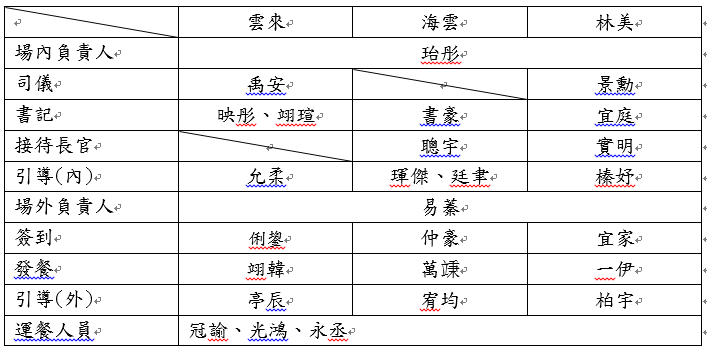 雲來 海雲 林美
場內負責人 珆彤
司儀 禹安 景勳
書記 映彤、翊瑄 書豪 宜庭
接待長官 聰宇 實明
引導(內) 允柔 琿傑、廷聿 榛妤
場外負責人 易蓁
簽到 俐鋆 仲豪 宜家
發餐 翊韓 萬 一伊
引導(外) 亭辰 宥均 柏宇
運餐人員 冠諭、光鴻、永丞